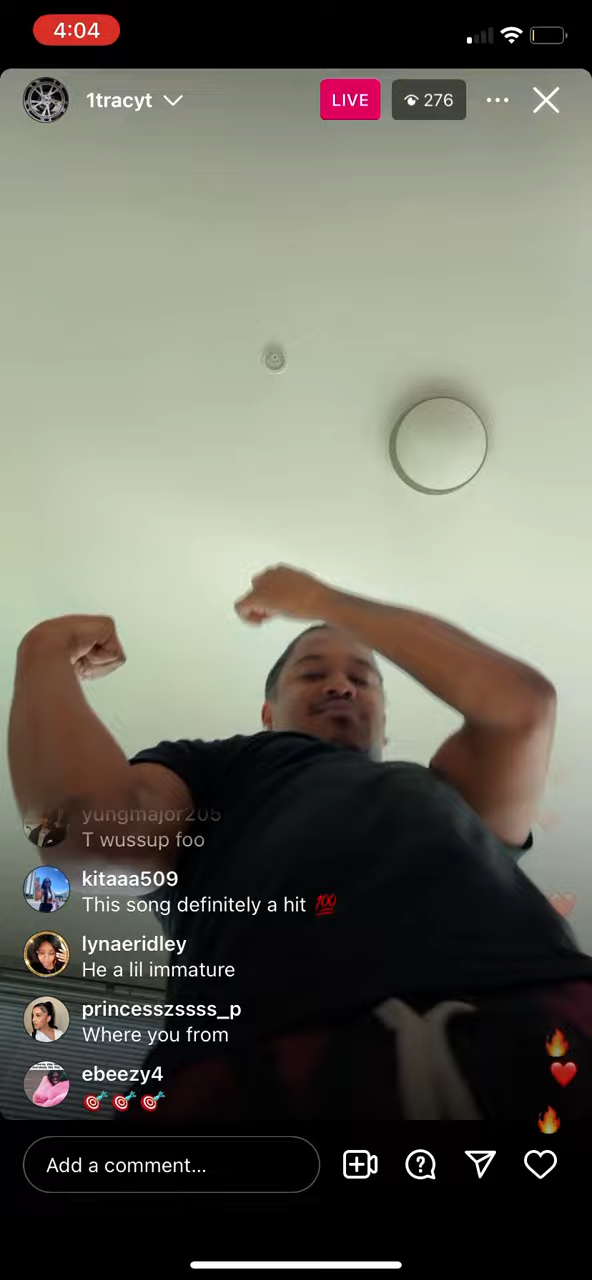 4:04
1tracyt
LIVE
276
yungmajor205
T wussup foo
kitaaa509
This song definitely a hit 💯
lynaeridley
He a lil immature
princesszssss_p
Where you from
ebeezy4
🎯🎯🎯
Add a comment...